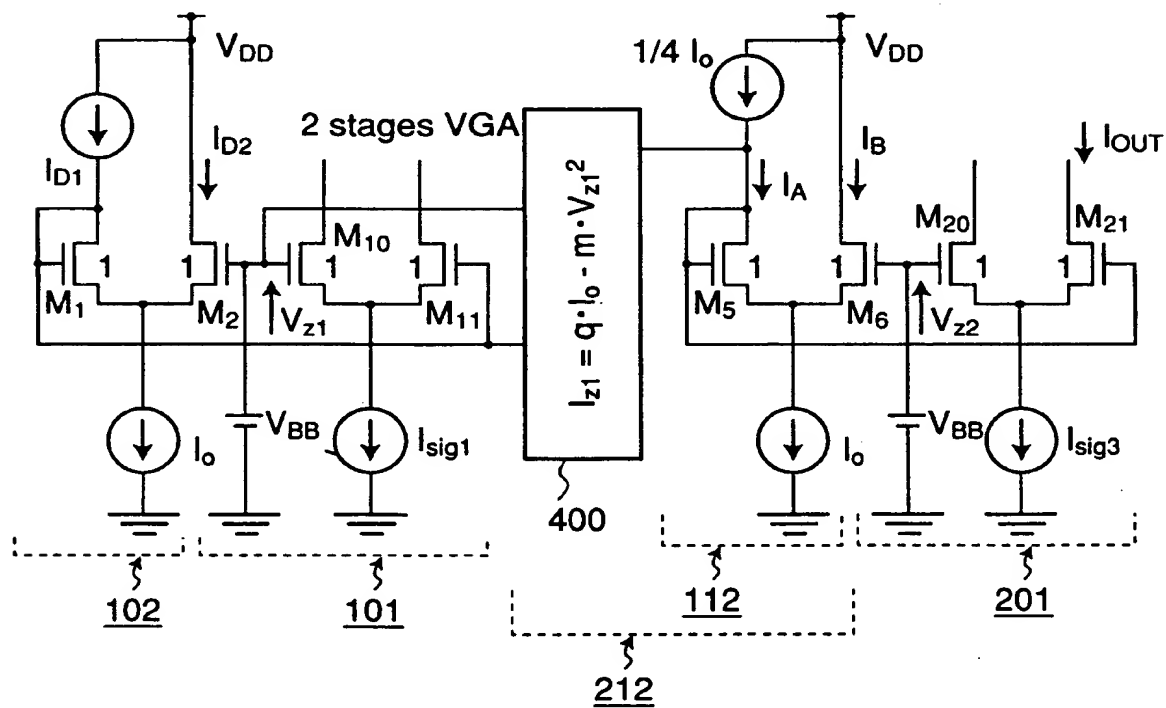 V_DD
1/4 I_o
V_DD
2 stages VGA
I_D1
I_D2
I_A
I_B
I_OUT
M_1
1
1
M_2
M_10
1
1
M_11
V_z1
I_z1 = q·I_o - m·V_z1²
M_5
1
1
M_6
M_20
1
1
M_21
V_z2
I_o
V_BB
I_sig1
400
I_o
V_BB
I_sig3
102
101
112
201
212